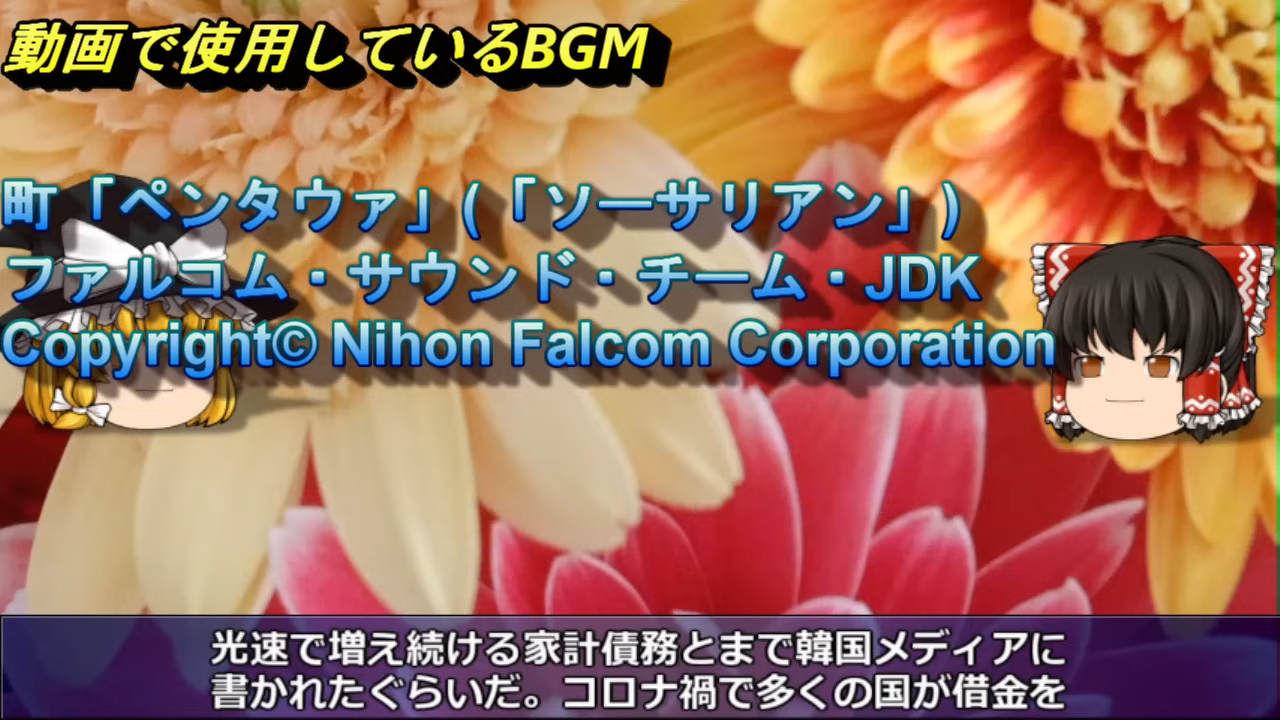 動画で使用しているBGM
町「ペンタウァ」(「ソーサリアン」)
ファルコム・サウンド・チーム・JDK
Copyright© Nihon Falcom Corporation
光速で増え続ける家計債務とまで韓国メディアに
書かれたぐらいだ。コロナ禍で多くの国が借金を